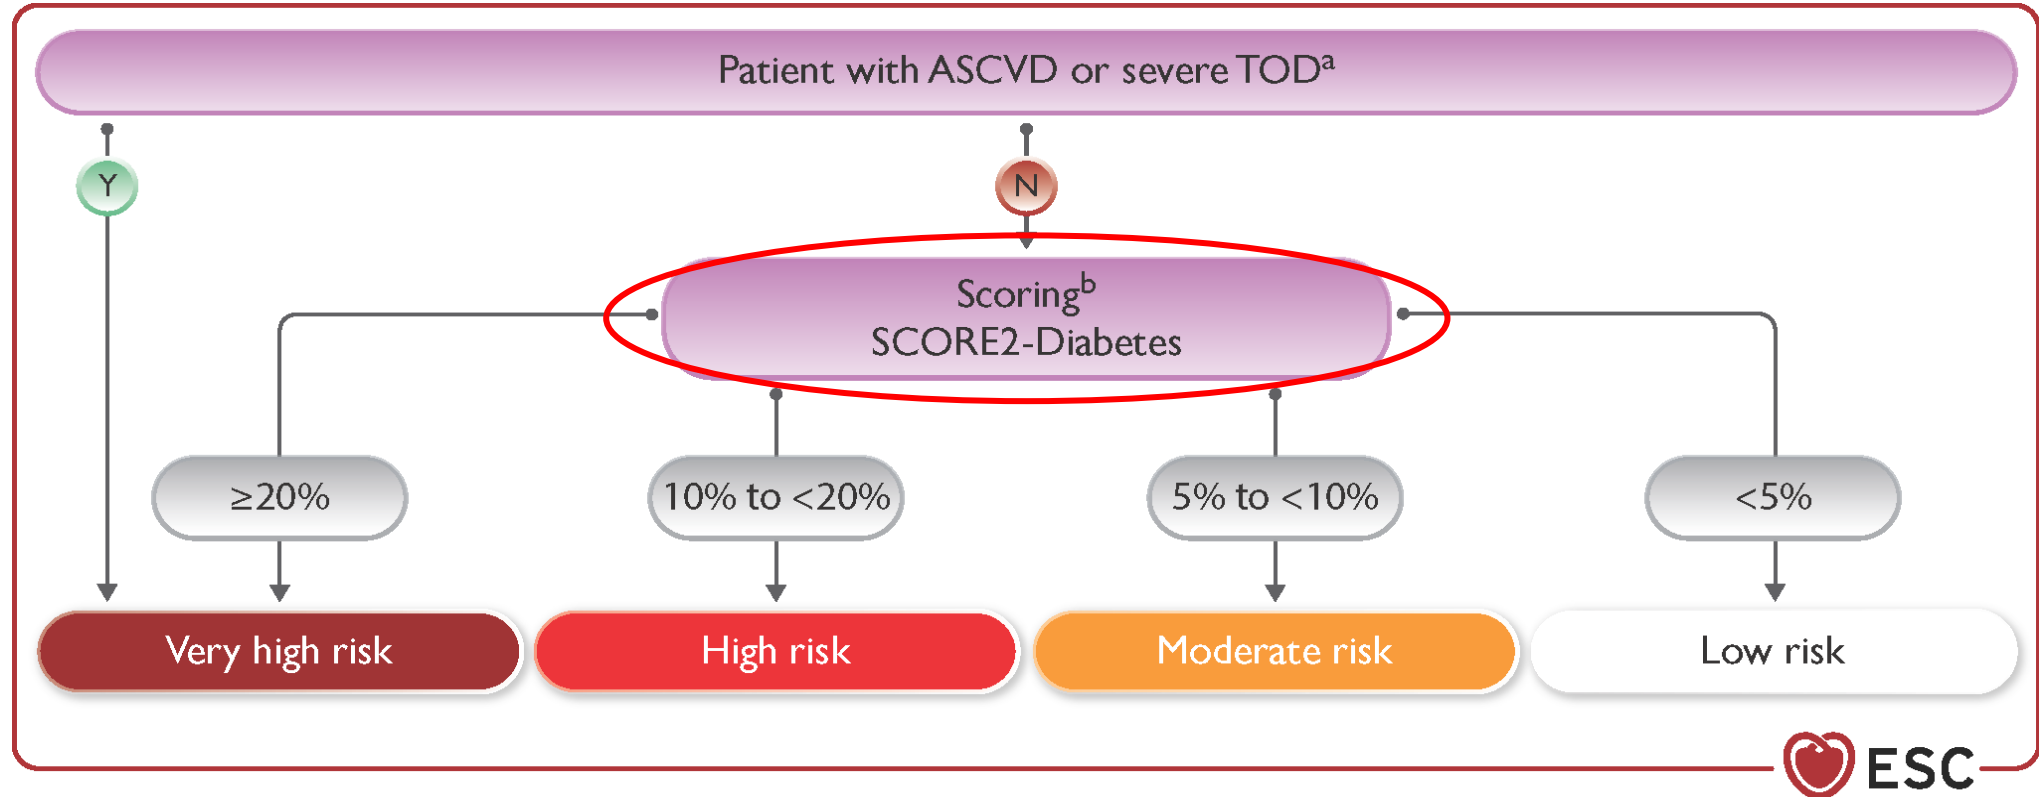 Patient with ASCVD or severe TODᵃ
Y
N
Scoringᵇ
SCORE2-Diabetes
≥20%
10% to <20%
5% to <10%
<5%
Very high risk
High risk
Moderate risk
Low risk
ESC